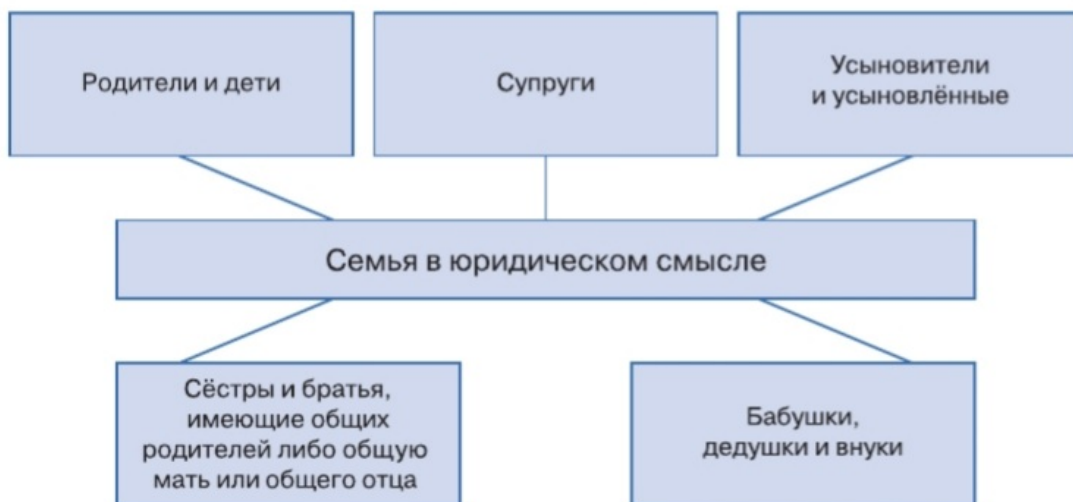 Родители и дети
Супруги
Усыновители
и усыновлённые
Семья в юридическом смысле
Сёстры и братья,
имеющие общих
родителей либо общую
мать или общего отца
Бабушки,
дедушки и внуки